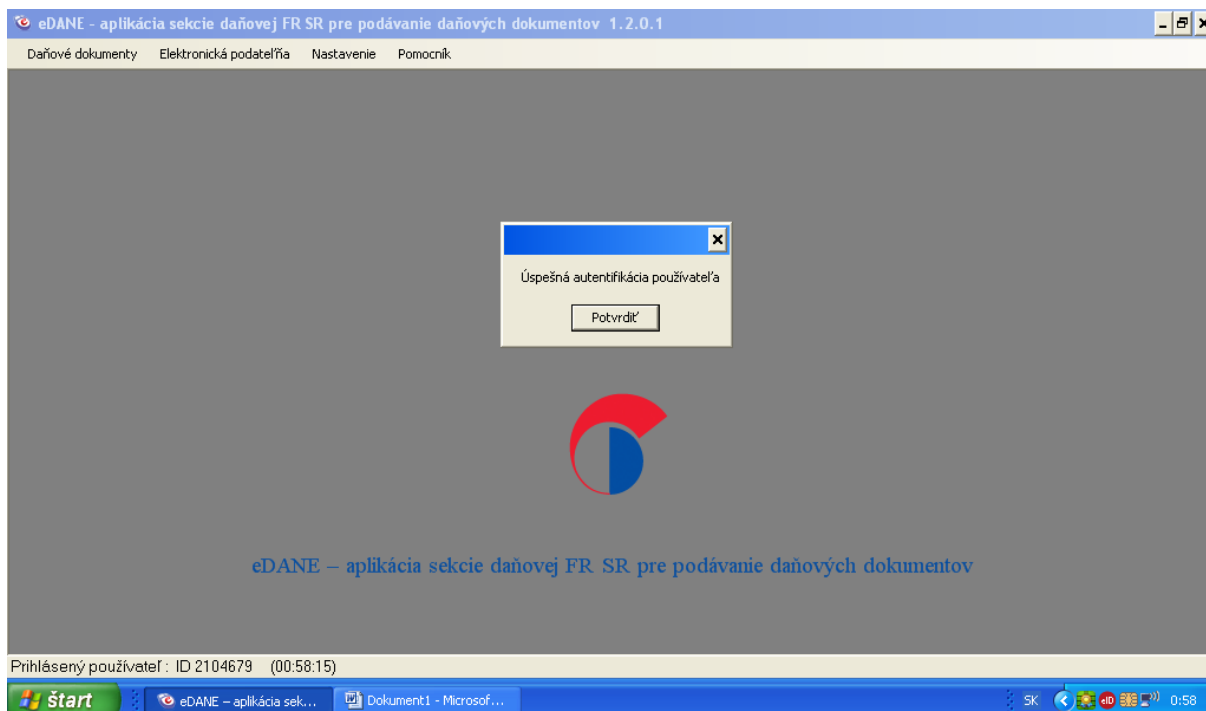 eDANE - aplikácia sekcie daňovej FR SR pre podávanie daňových dokumentov 1.2.0.1
Daňové dokumenty Elektronická podateľňa Nastavenie Pomocník
Úspešná autentifikácia používateľa
Potvrdiť
eDANE – aplikácia sekcie daňovej FR SR pre podávanie daňových dokumentov
Prihlásený používateľ : ID 2104679 (00:58:15)
štart eDANE – aplikácia sek... Dokument1 - Microsof... SK eID 0:58